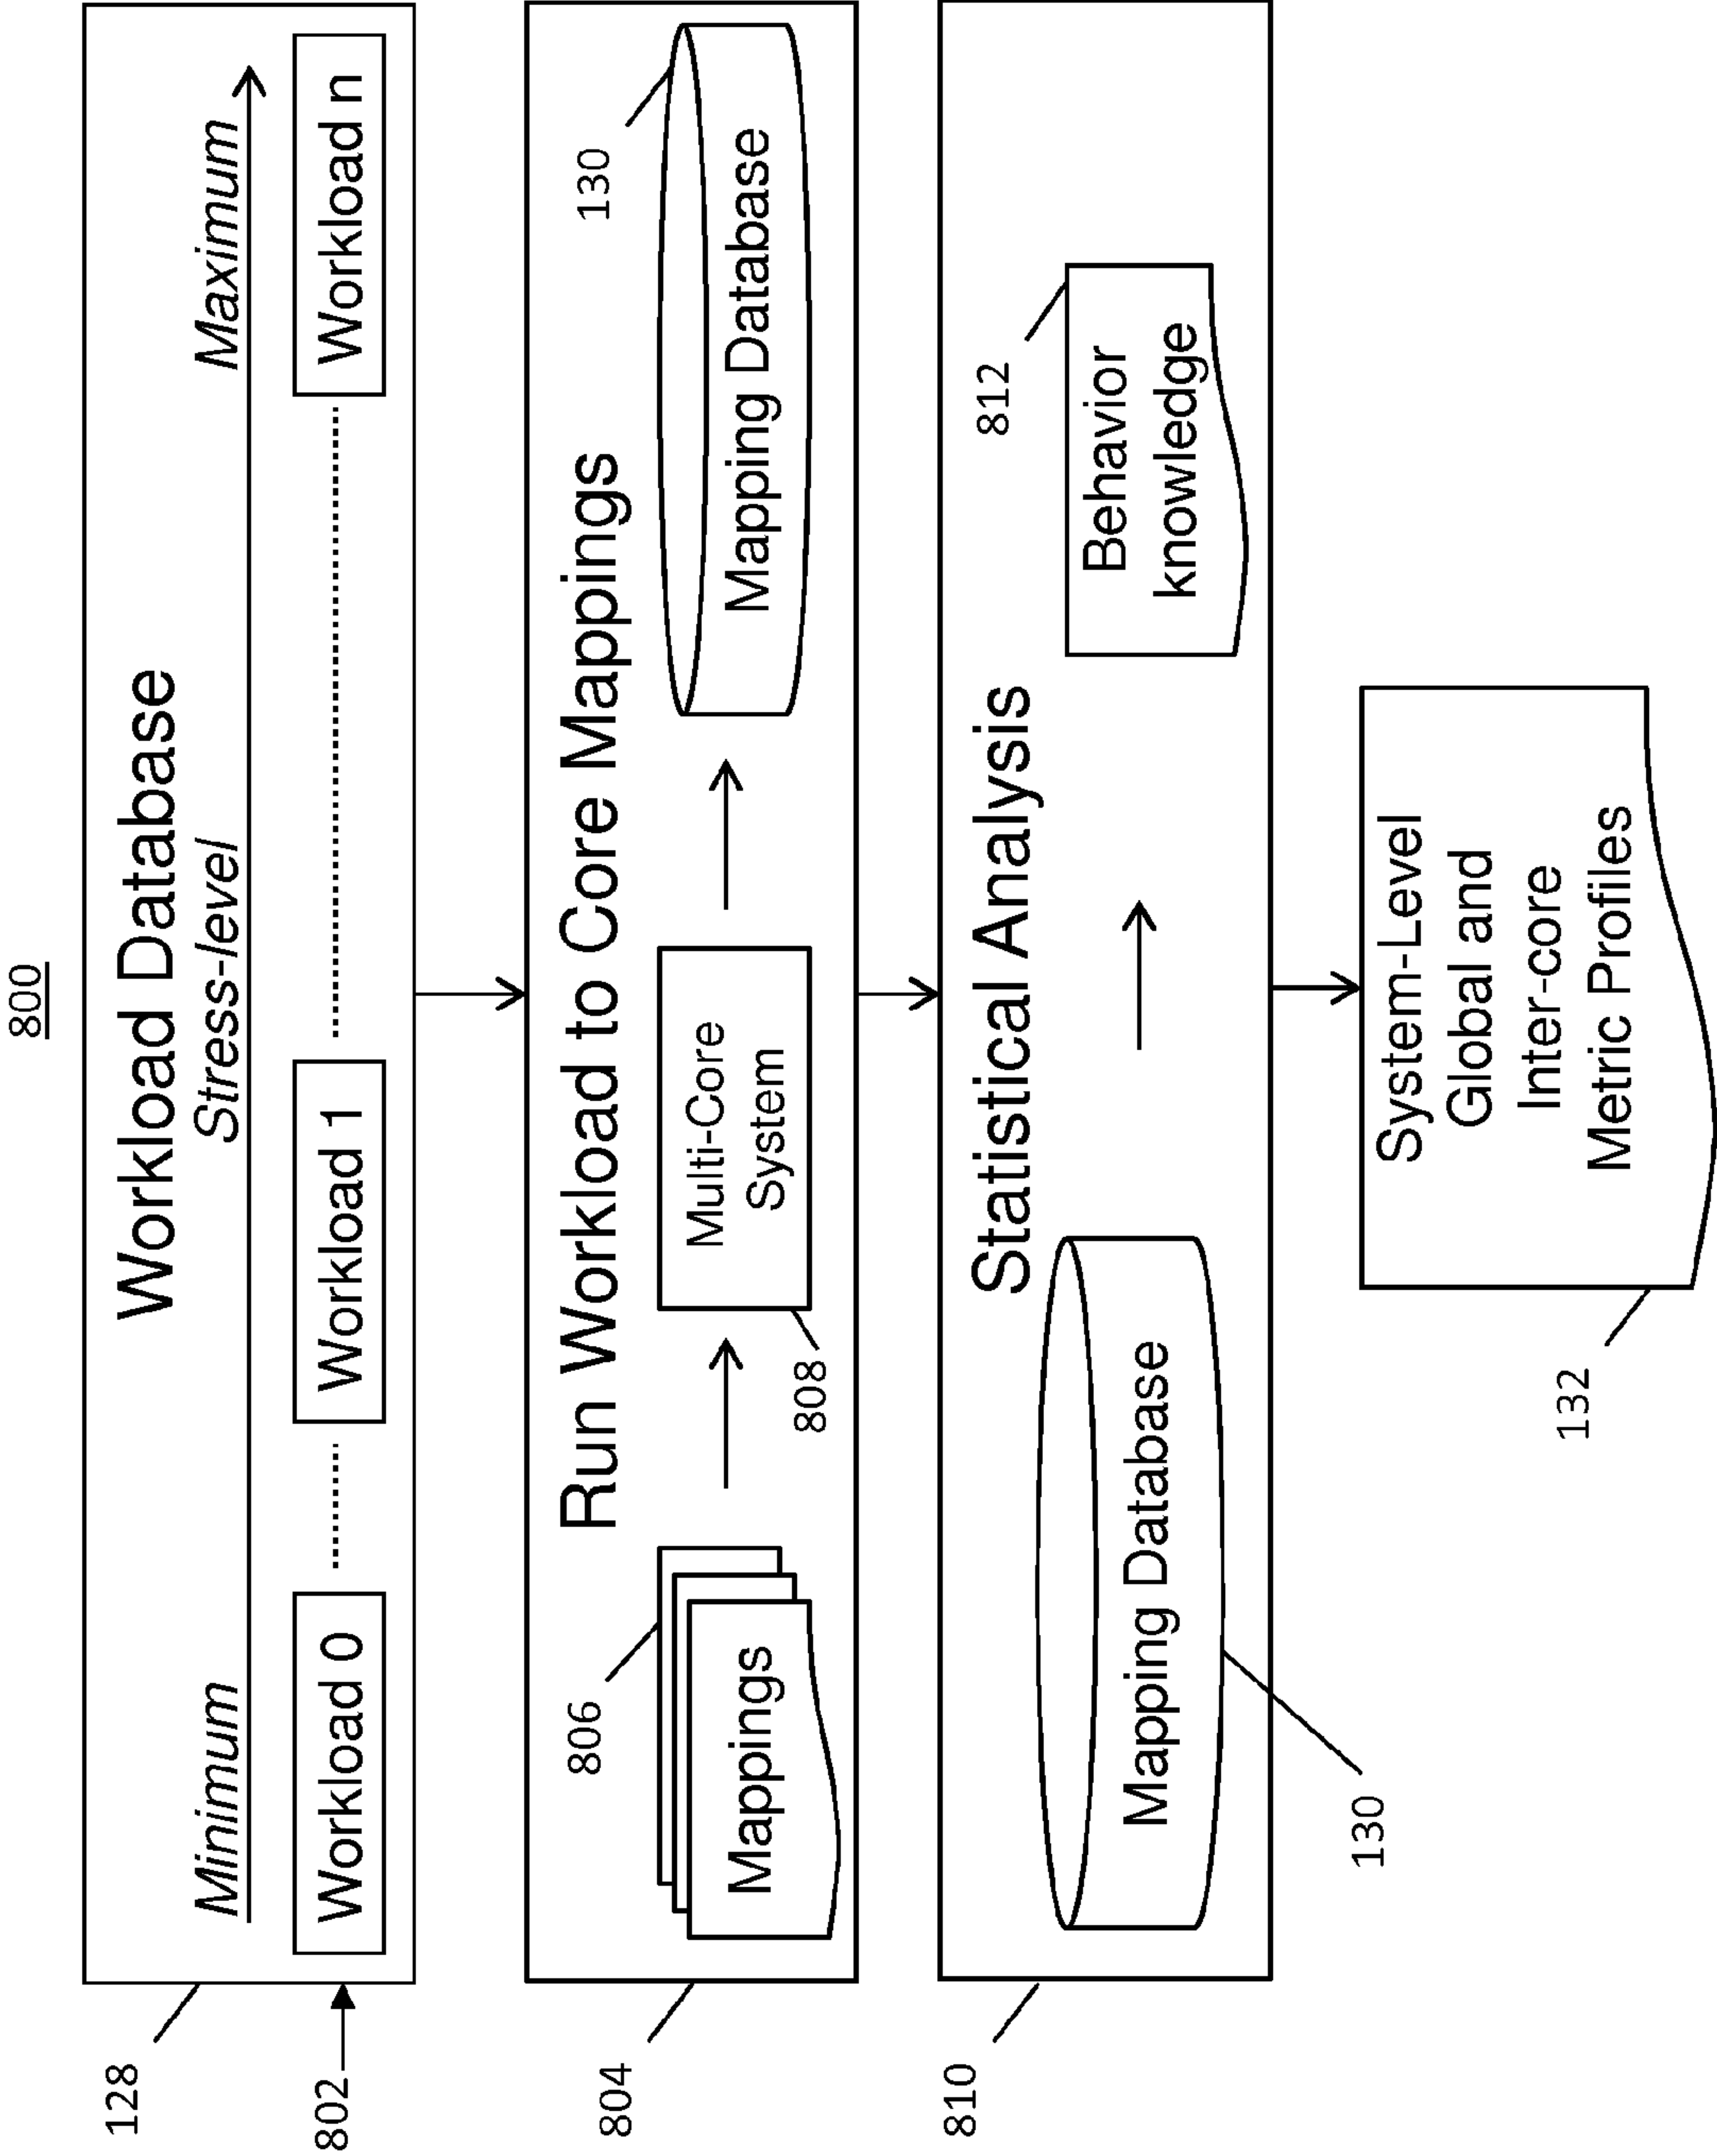 800
Workload Database
Minimum
Stress-level
Maximum
Workload 0
Workload 1
Workload n
128
802
Run Workload to Core Mappings
806
Mappings
Multi-Core
System
808
130
Mapping Database
804
Statistical Analysis
Mapping Database
130
812
Behavior
knowledge
810
System-Level
Global and
Inter-core
Metric Profiles
132